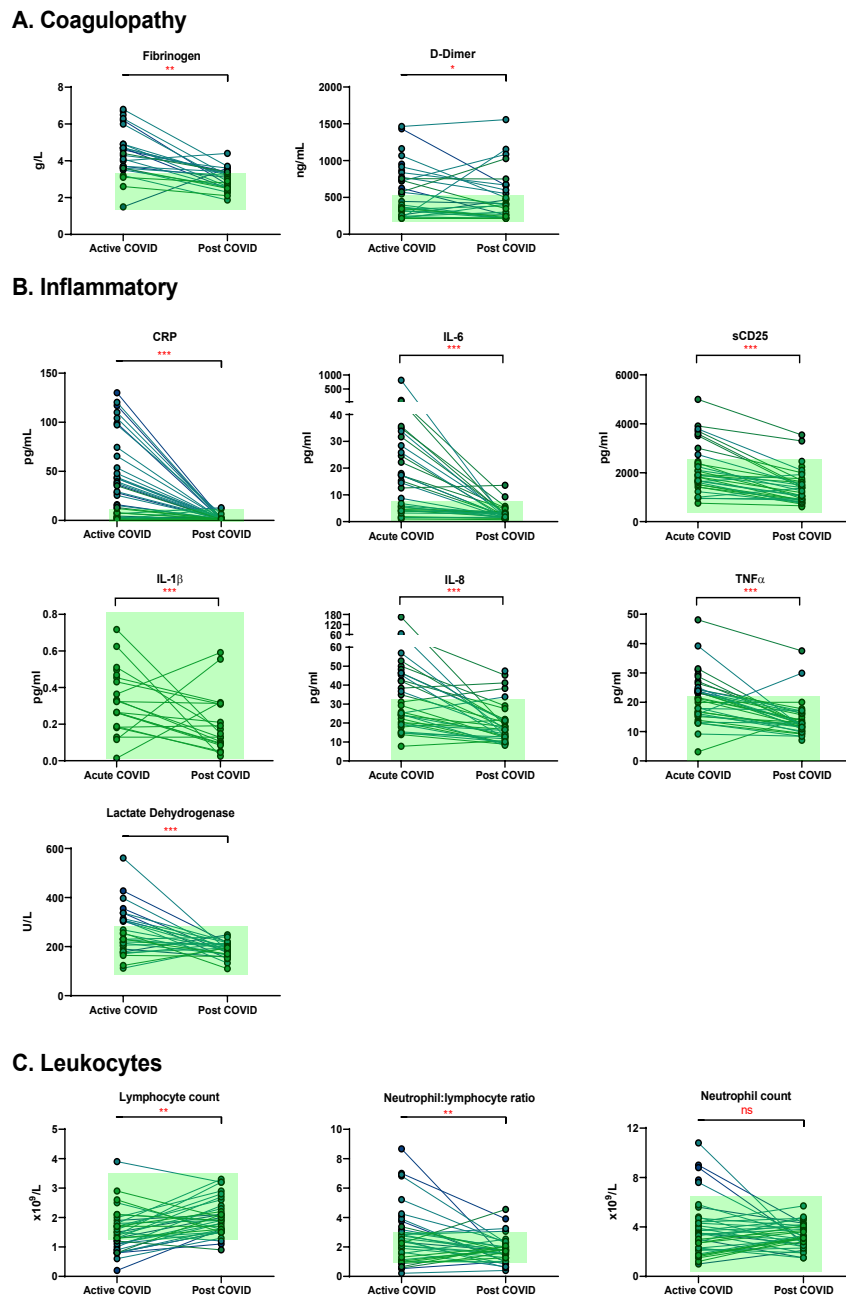 A. Coagulopathy
Fibrinogen
**
8
6
4
2
0
g/L
Active COVID
Post COVID
D-Dimer
*
2000
1500
1000
500
0
ng/mL
Active COVID
Post COVID
B. Inflammatory
CRP
***
150
100
50
0
pg/mL
Active COVID
Post COVID
IL-6
***
1000
500
40
30
20
10
0
pg/ml
Acute COVID
Post COVID
sCD25
***
6000
4000
2000
0
pg/ml
Acute COVID
Post COVID
IL-1β
***
0.8
0.6
0.4
0.2
0.0
pg/ml
Acute COVID
Post COVID
IL-8
***
180
120
60
60
50
40
30
20
10
0
pg/ml
Acute COVID
Post COVID
TNFα
***
50
40
30
20
10
0
pg/ml
Acute COVID
Post COVID
Lactate Dehydrogenase
***
600
400
200
0
U/L
Active COVID
Post COVID
C. Leukocytes
Lymphocyte count
**
5
4
3
2
1
0
x10⁹/L
Active COVID
Post COVID
Neutrophil:lymphocyte ratio
**
10
8
6
4
2
0
x10⁹/L
Active COVID
Post COVID
Neutrophil count
ns
12
8
4
0
x10⁹/L
Active COVID
Post COVID